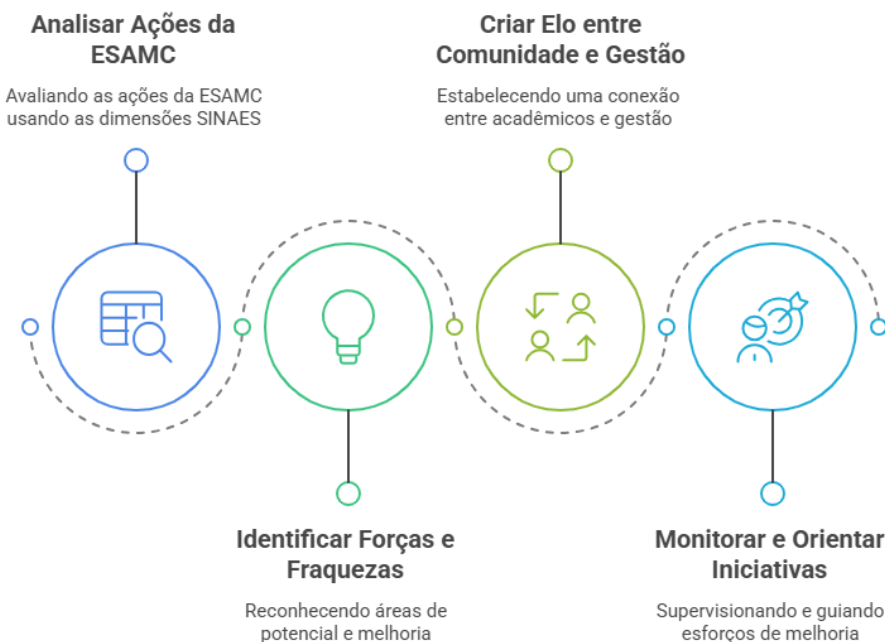 Analisar Ações da
ESAMC
Avaliando as ações da ESAMC
usando as dimensões SINAES
Criar Elo entre
Comunidade e Gestão
Estabelecendo uma conexão
entre acadêmicos e gestão
Identificar Forças e
Fraquezas
Reconhecendo áreas de
potencial e melhoria
Monitorar e Orientar
Iniciativas
Supervisionando e guiando
esforços de melhoria